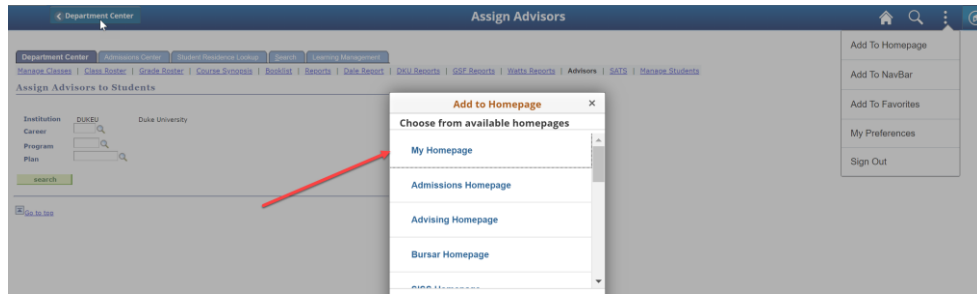 Department Center
Assign Advisors
Department Center | Admissions Center | Student Residence Lookup | Search | Learning Management
Manage Classes | Class Roster | Grade Roster | Course Synopsis | Booklist | Reports | Dale Report | DKU Reports | GSF Reports | Watts Reports | Advisors | SATS | Manage Students
Assign Advisors to Students
Institution DUKEU Duke University
Career
Program
Plan
search
Go to top
Add to Homepage ×
Choose from available homepages
My Homepage
Admissions Homepage
Advising Homepage
Bursar Homepage
SISS Homepage
Add To Homepage
Add To NavBar
Add To Favorites
My Preferences
Sign Out